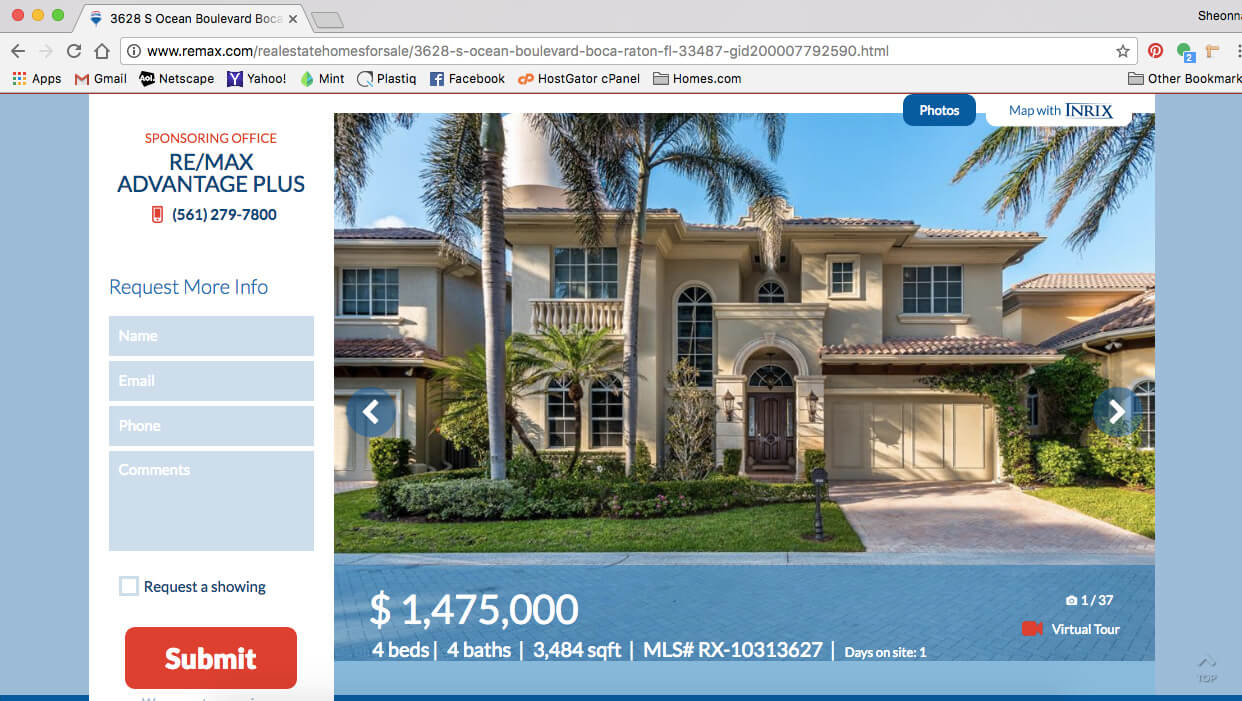 3628 S Ocean Boulevard Boca
Sheonn
www.remax.com/realestatehomesforsale/3628-s-ocean-boulevard-boca-raton-fl-33487-gid200007792590.html
2
Apps Gmail Aol. Netscape Yahoo! Mint Plastiq Facebook HostGator cPanel Homes.com Other Bookmark
Photos
Map with INRIX
SPONSORING OFFICE
RE/MAX
ADVANTAGE PLUS
(561) 279-7800
Request More Info
Name
Email
Phone
Comments
Request a showing
Submit
$ 1,475,000
4 beds | 4 baths | 3,484 sqft | MLS# RX-10313627 | Days on site: 1
1 / 37
Virtual Tour
TOP